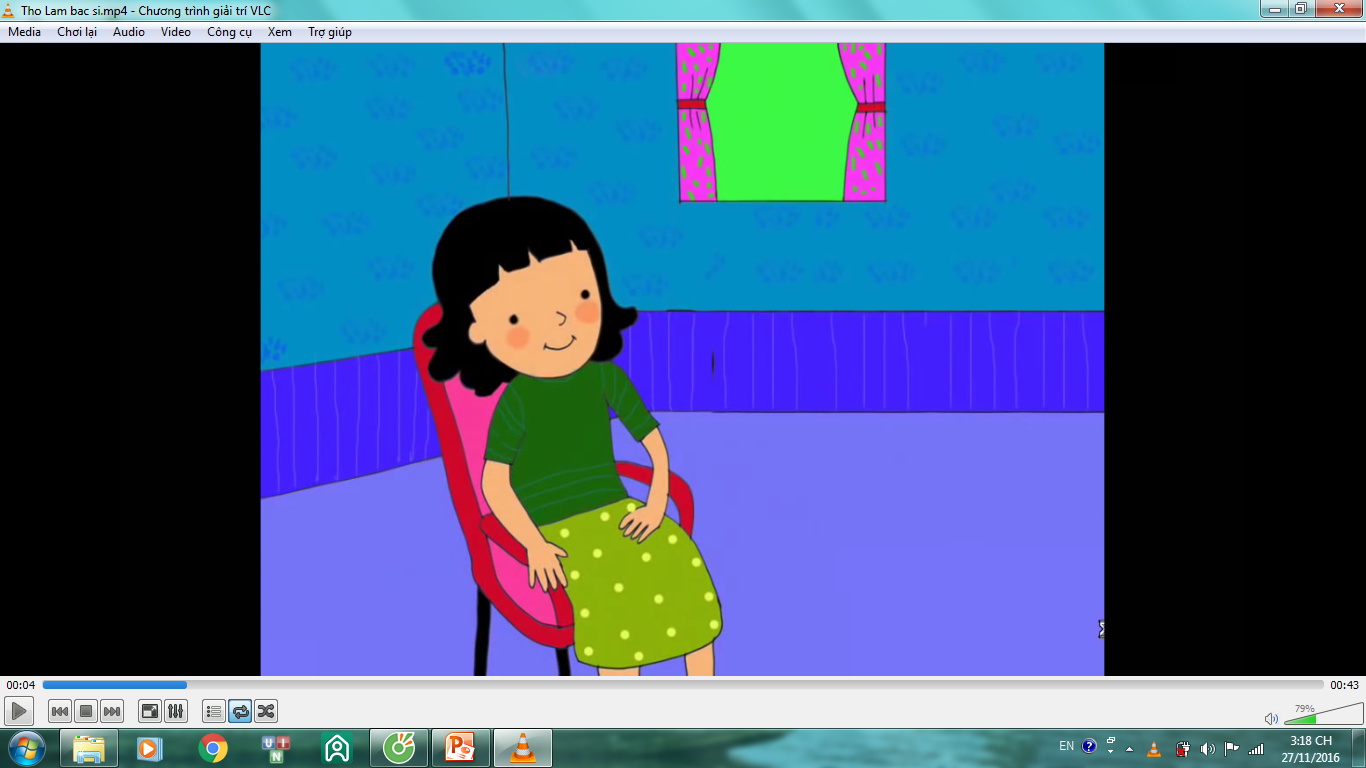 Tho Lam bac si.mp4 - Chương trình giải trí VLC
Media Chơi lại Audio Video Công cụ Xem Trợ giúp
00:04 00:43
79%
EN 3:18 CH
27/11/2016